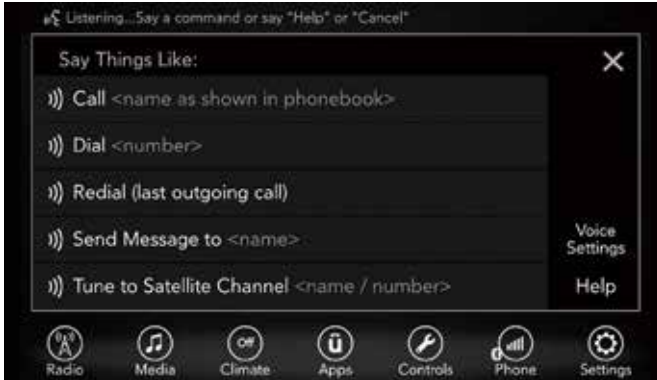 Listening...Say a command or say "Help" or "Cancel"
Say Things Like:
Call <name as shown in phonebook>
Dial <number>
Redial (last outgoing call)
Send Message to <name>
Voice
Settings
Tune to Satellite Channel <name / number>
Help
Off
Radio
Media
Climate
Apps
Controls
Phone
Settings